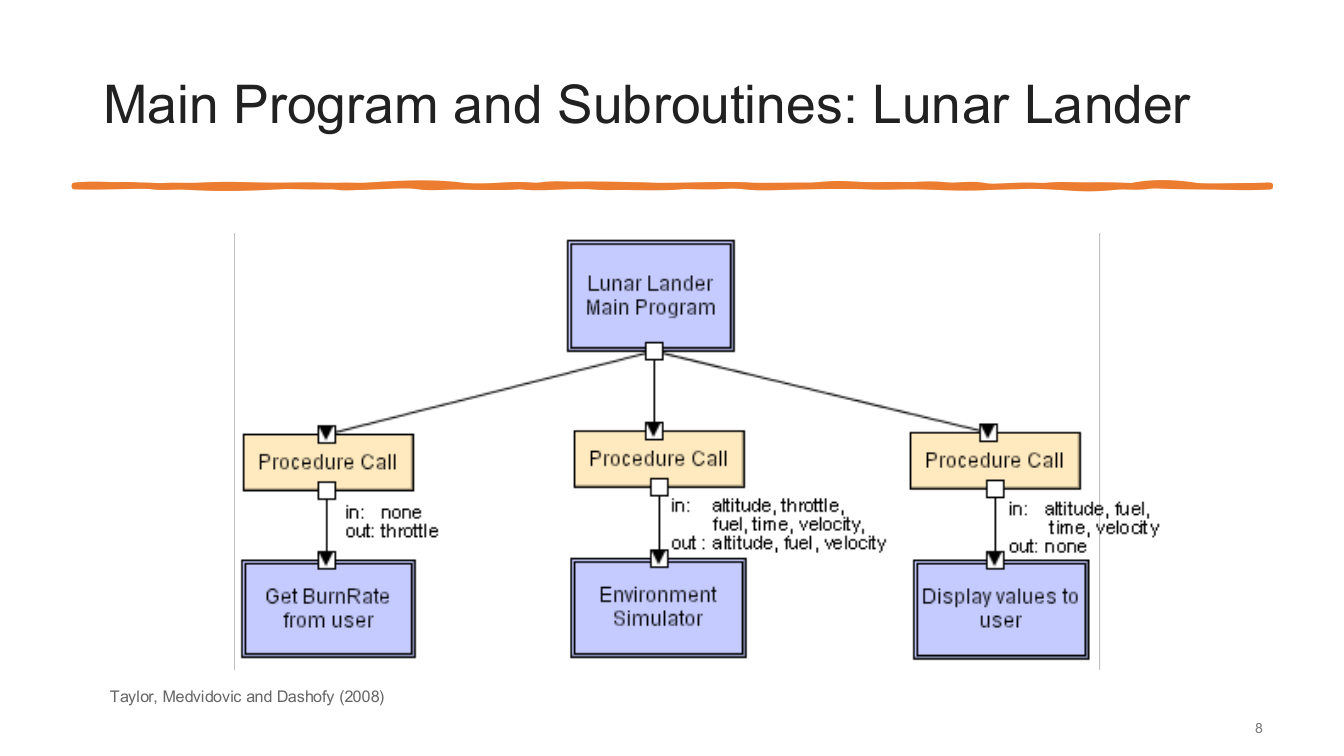 Main Program and Subroutines: Lunar Lander
Lunar Lander
Main Program
Procedure Call
Procedure Call
Procedure Call
in: none
out: throttle
in: altitude, throttle,
fuel, time, velocity,
out : altitude, fuel, velocity
in: altitude, fuel,
time, velocity
out: none
Get BurnRate
from user
Environment
Simulator
Display values to
user
Taylor, Medvidovic and Dashofy (2008)
8